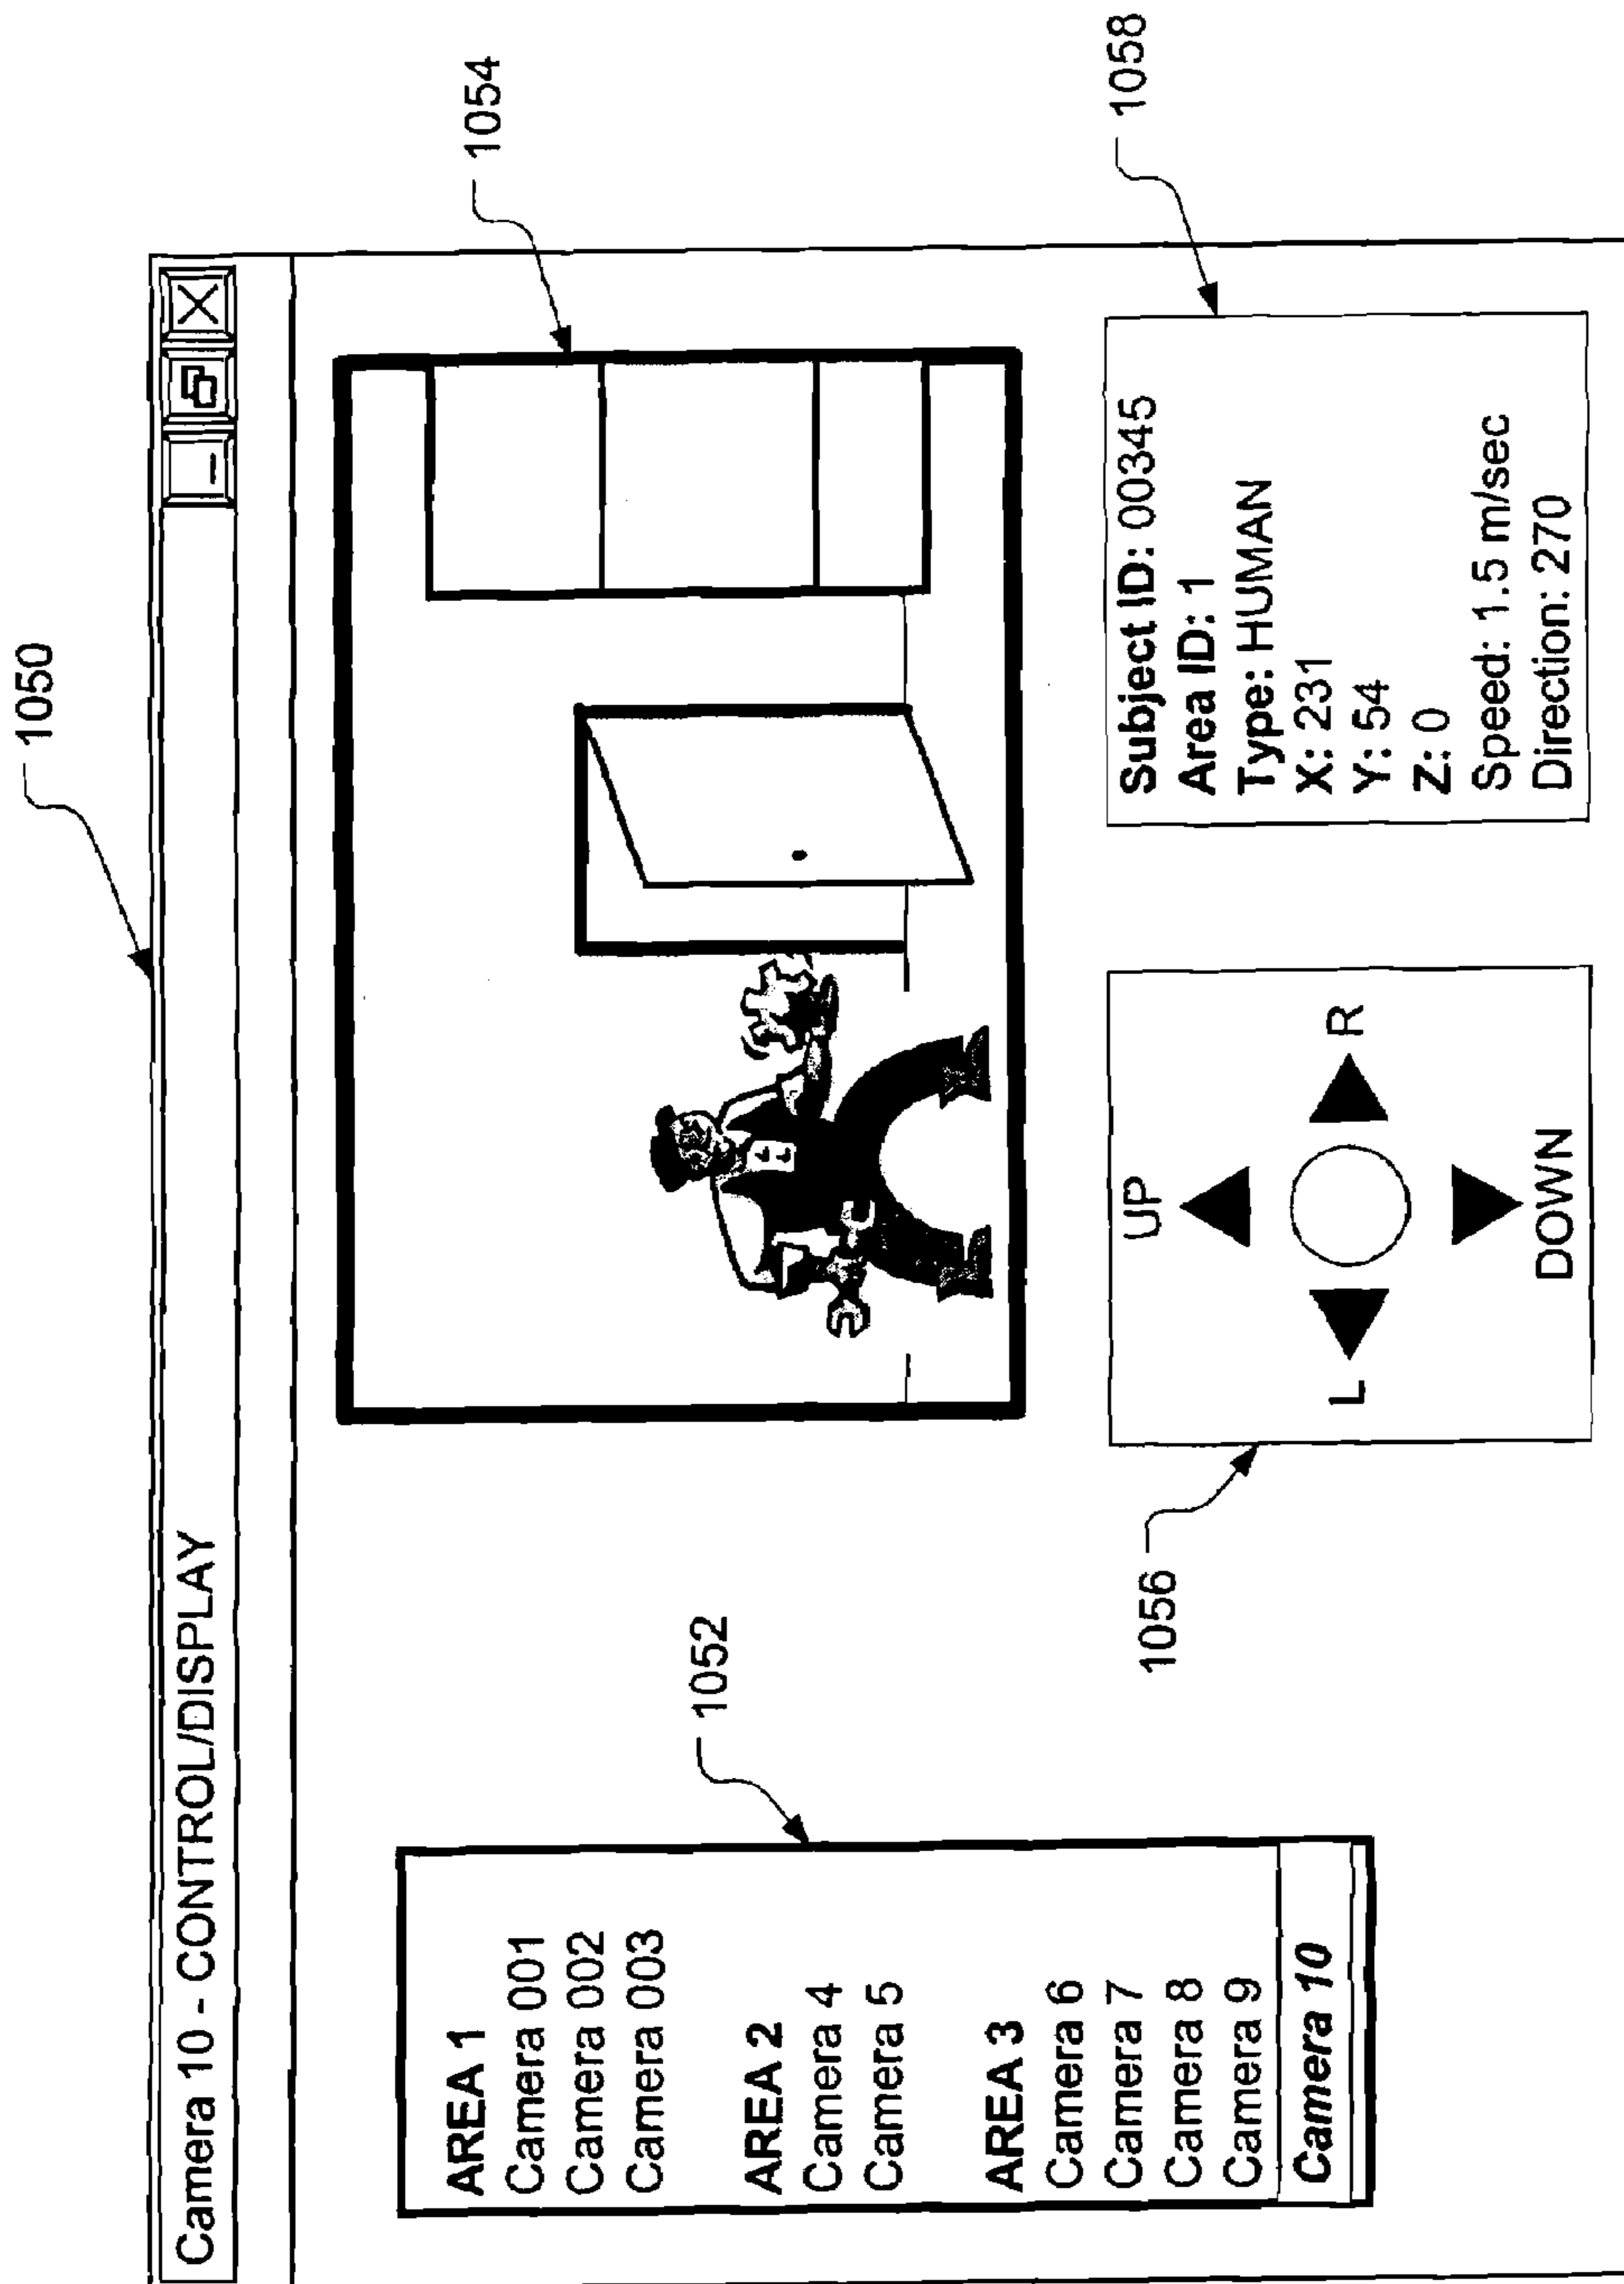 1050
Camera 10 - CONTROL/DISPLAY
1052
AREA 1
Camera 001
Camera 002
Camera 003
AREA 2
Camera 4
Camera 5
AREA 3
Camera 6
Camera 7
Camera 8
Camera 9
Camera 10
1054
1056
UP
L
R
DOWN
1058
Subject ID: 00345
Area ID: 1
Type: HUMAN
X: 231
Y: 54
Z: 0
Speed: 1.5 m/sec
Direction: 270